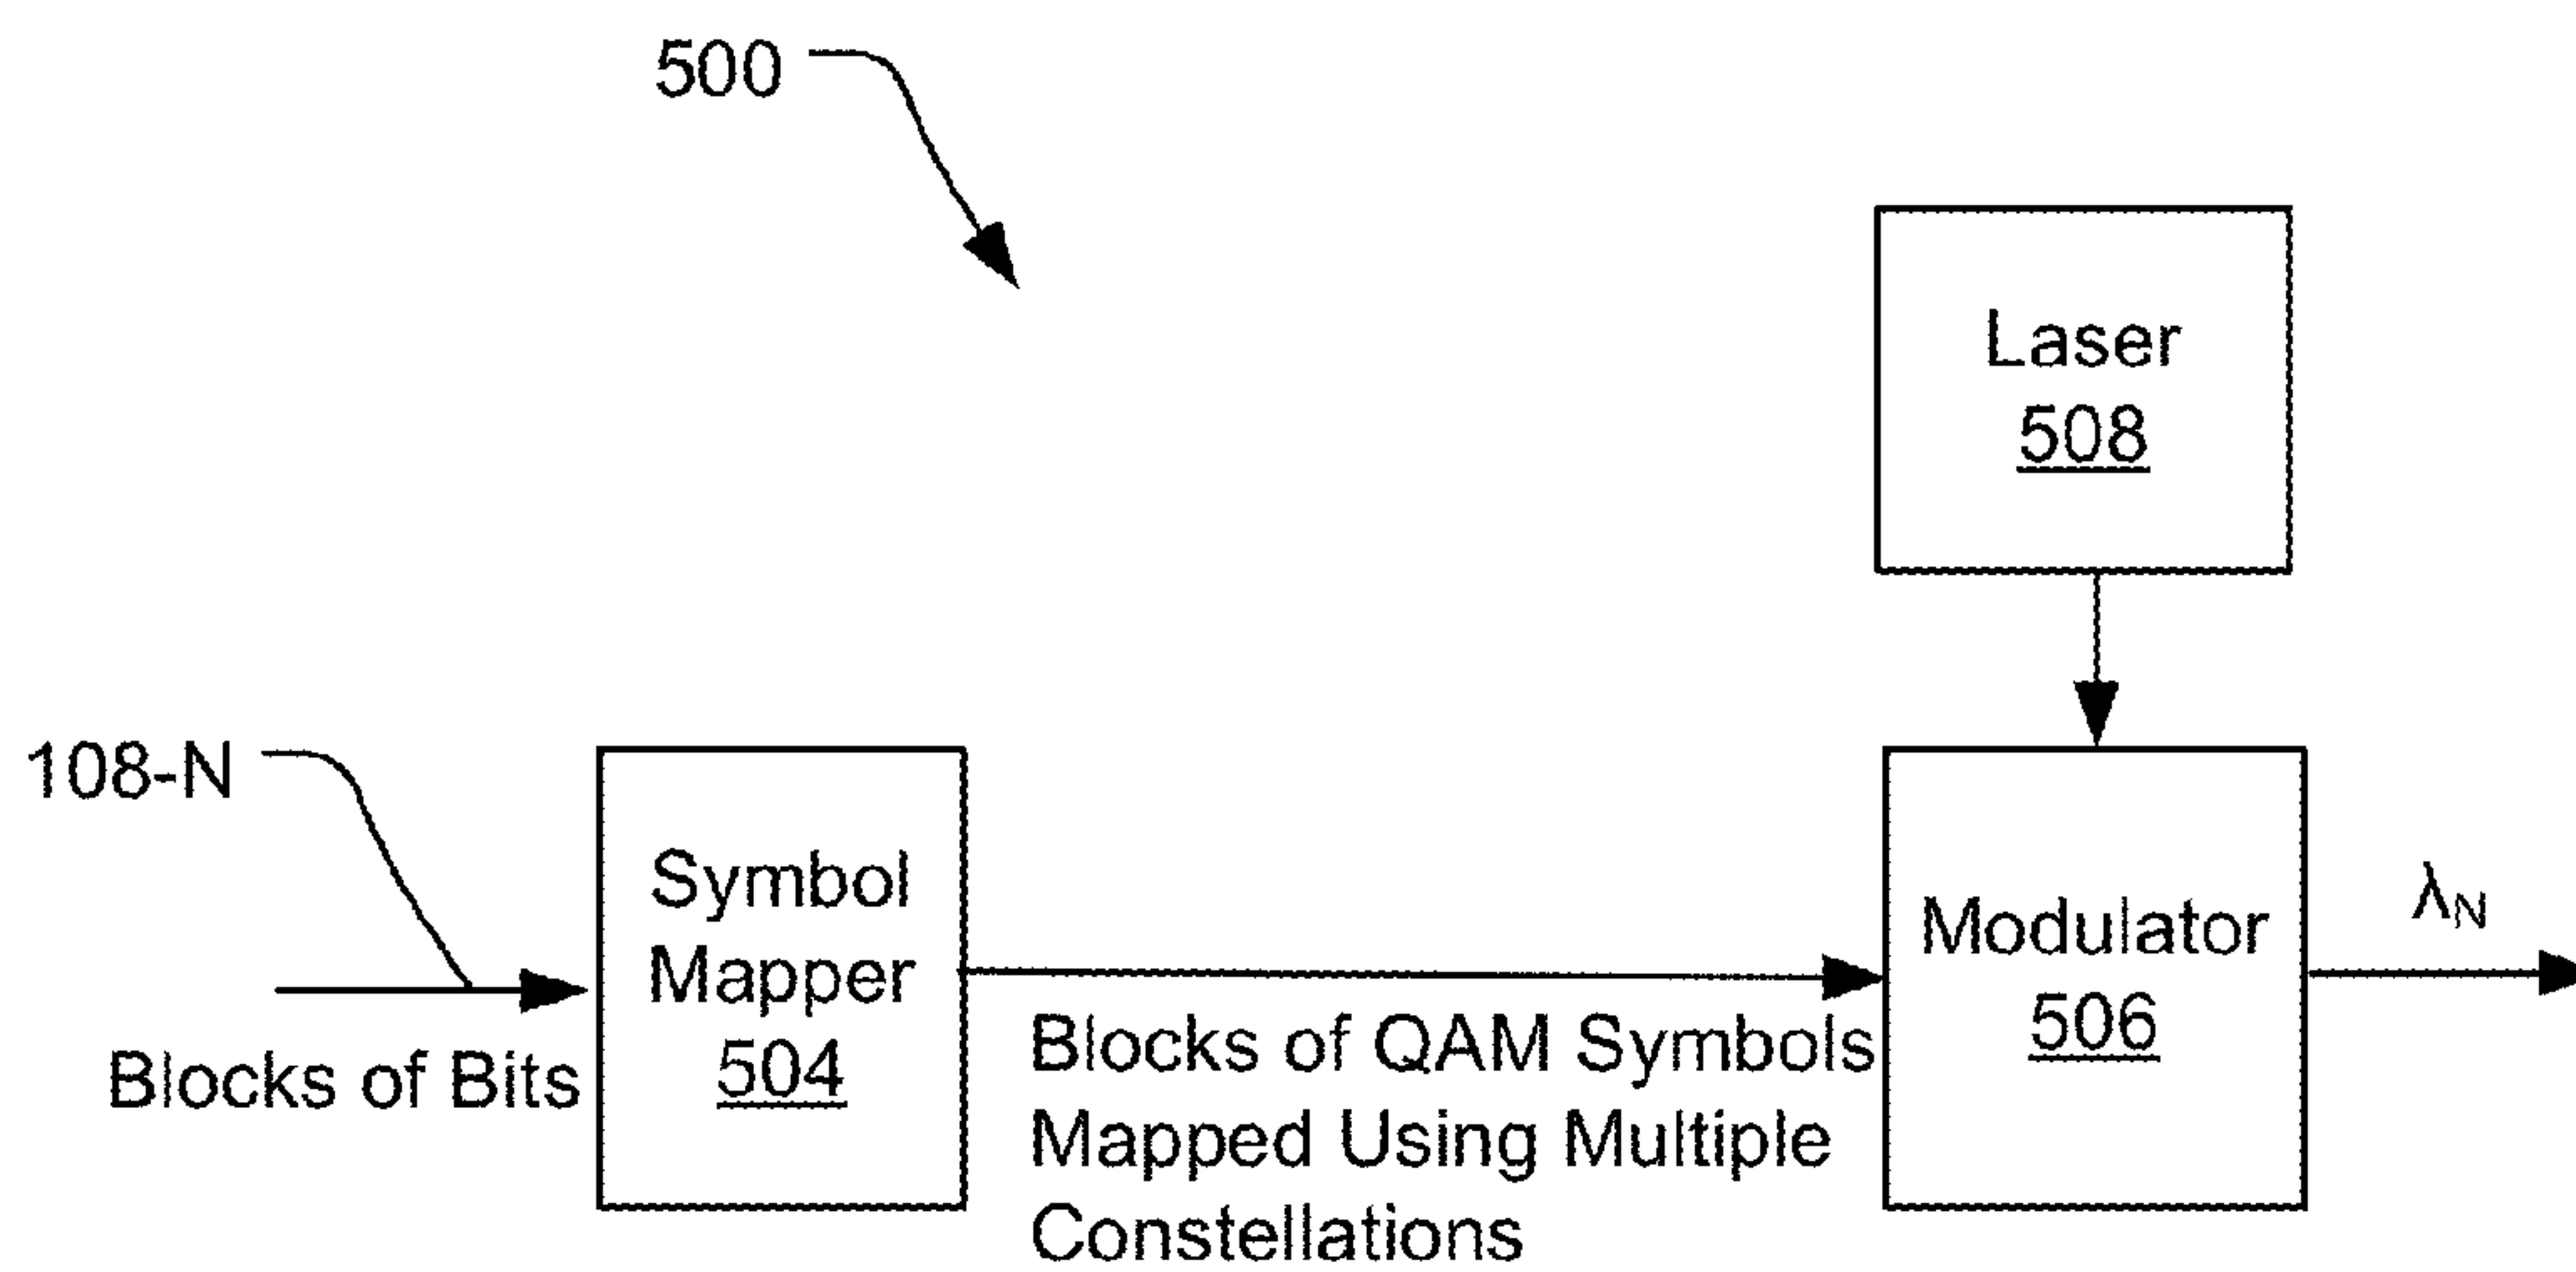 500
Laser
508
108-N
Symbol
Mapper
504
Modulator
506
λN
Blocks of Bits
Blocks of QAM Symbols
Mapped Using Multiple
Constellations